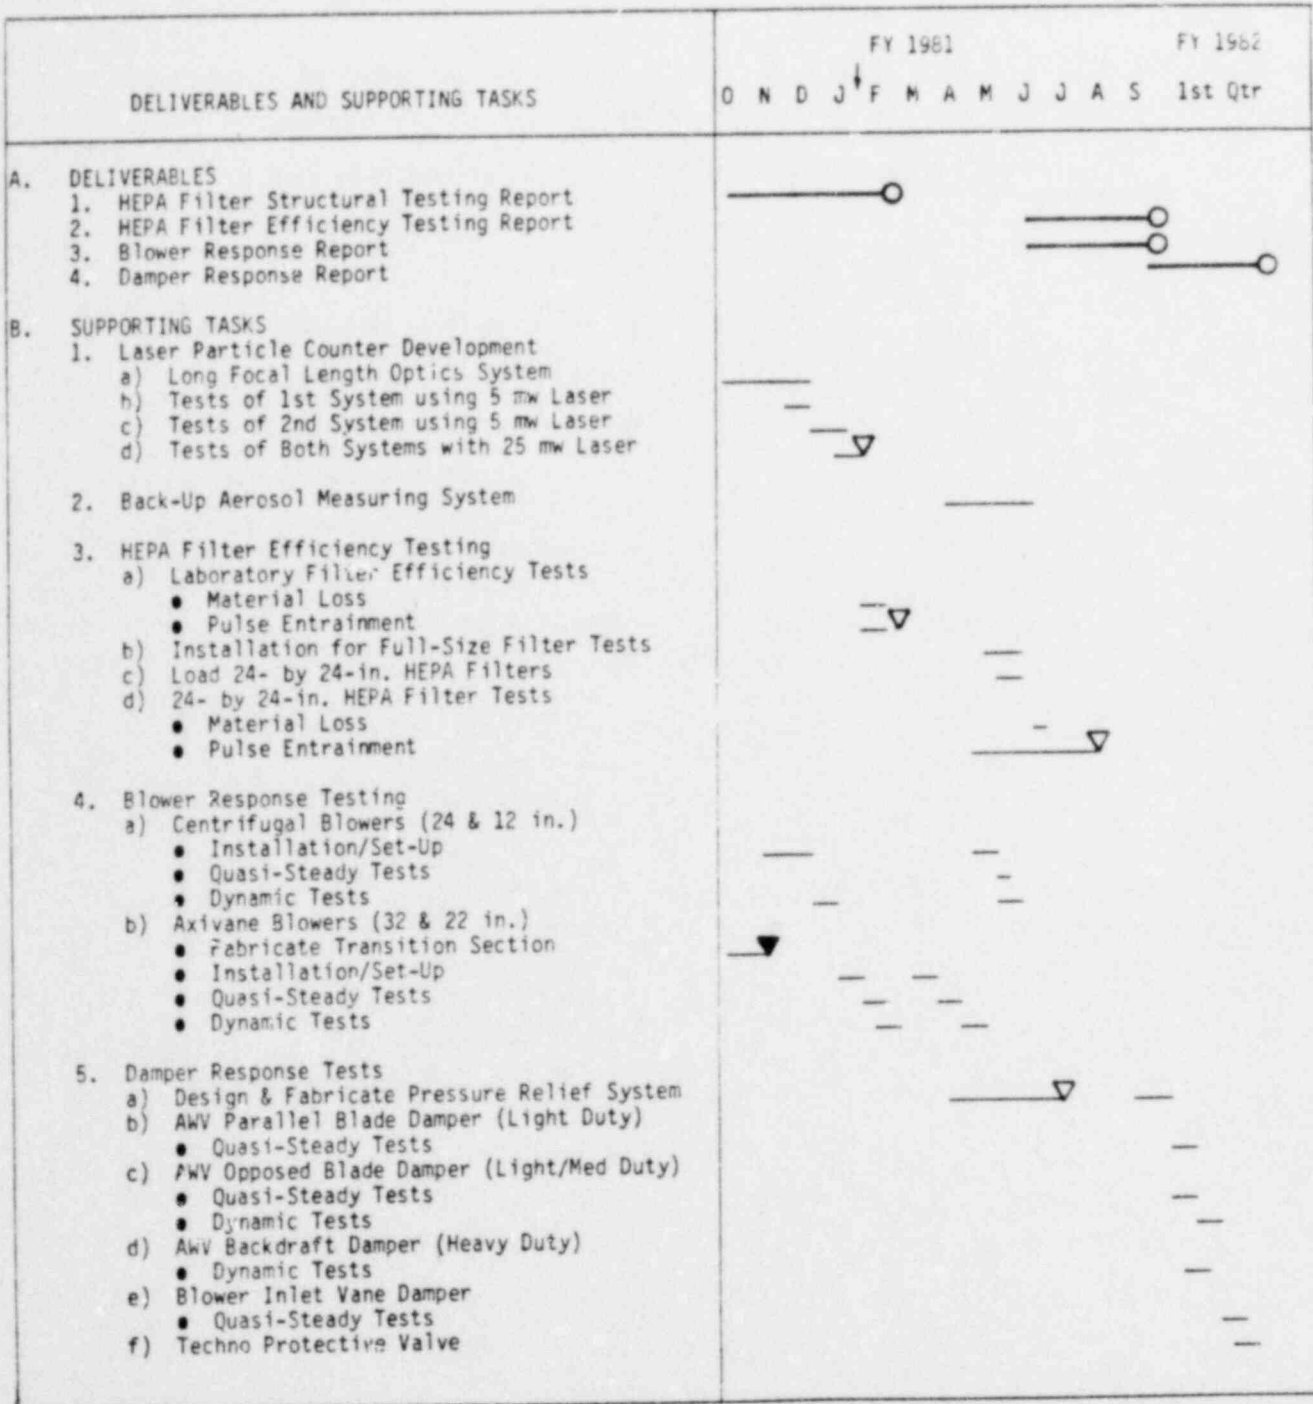 FY 1981 FY 1982
DELIVERABLES AND SUPPORTING TASKS O N D J F M A M J J A S 1st Qtr
A. DELIVERABLES
1. HEPA Filter Structural Testing Report
2. HEPA Filter Efficiency Testing Report
3. Blower Response Report
4. Damper Response Report
B. SUPPORTING TASKS
1. Laser Particle Counter Development
a) Long Focal Length Optics System
b) Tests of 1st System using 5 mw Laser
c) Tests of 2nd System using 5 mw Laser
d) Tests of Both Systems with 25 mw Laser
2. Back-Up Aerosol Measuring System
3. HEPA Filter Efficiency Testing
a) Laboratory Filter Efficiency Tests
• Material Loss
• Pulse Entrainment
b) Installation for Full-Size Filter Tests
c) Load 24- by 24-in. HEPA Filters
d) 24- by 24-in. HEPA Filter Tests
• Material Loss
• Pulse Entrainment
4. Blower Response Testing
a) Centrifugal Blowers (24 & 12 in.)
• Installation/Set-Up
• Quasi-Steady Tests
• Dynamic Tests
b) Axivane Blowers (32 & 22 in.)
• Fabricate Transition Section
• Installation/Set-Up
• Quasi-Steady Tests
• Dynamic Tests
5. Damper Response Tests
a) Design & Fabricate Pressure Relief System
b) AWV Parallel Blade Damper (Light Duty)
• Quasi-Steady Tests
c) AWV Opposed Blade Damper (Light/Med Duty)
• Quasi-Steady Tests
• Dynamic Tests
d) AWV Backdraft Damper (Heavy Duty)
• Dynamic Tests
e) Blower Inlet Vane Damper
• Quasi-Steady Tests
f) Techno Protective Valve